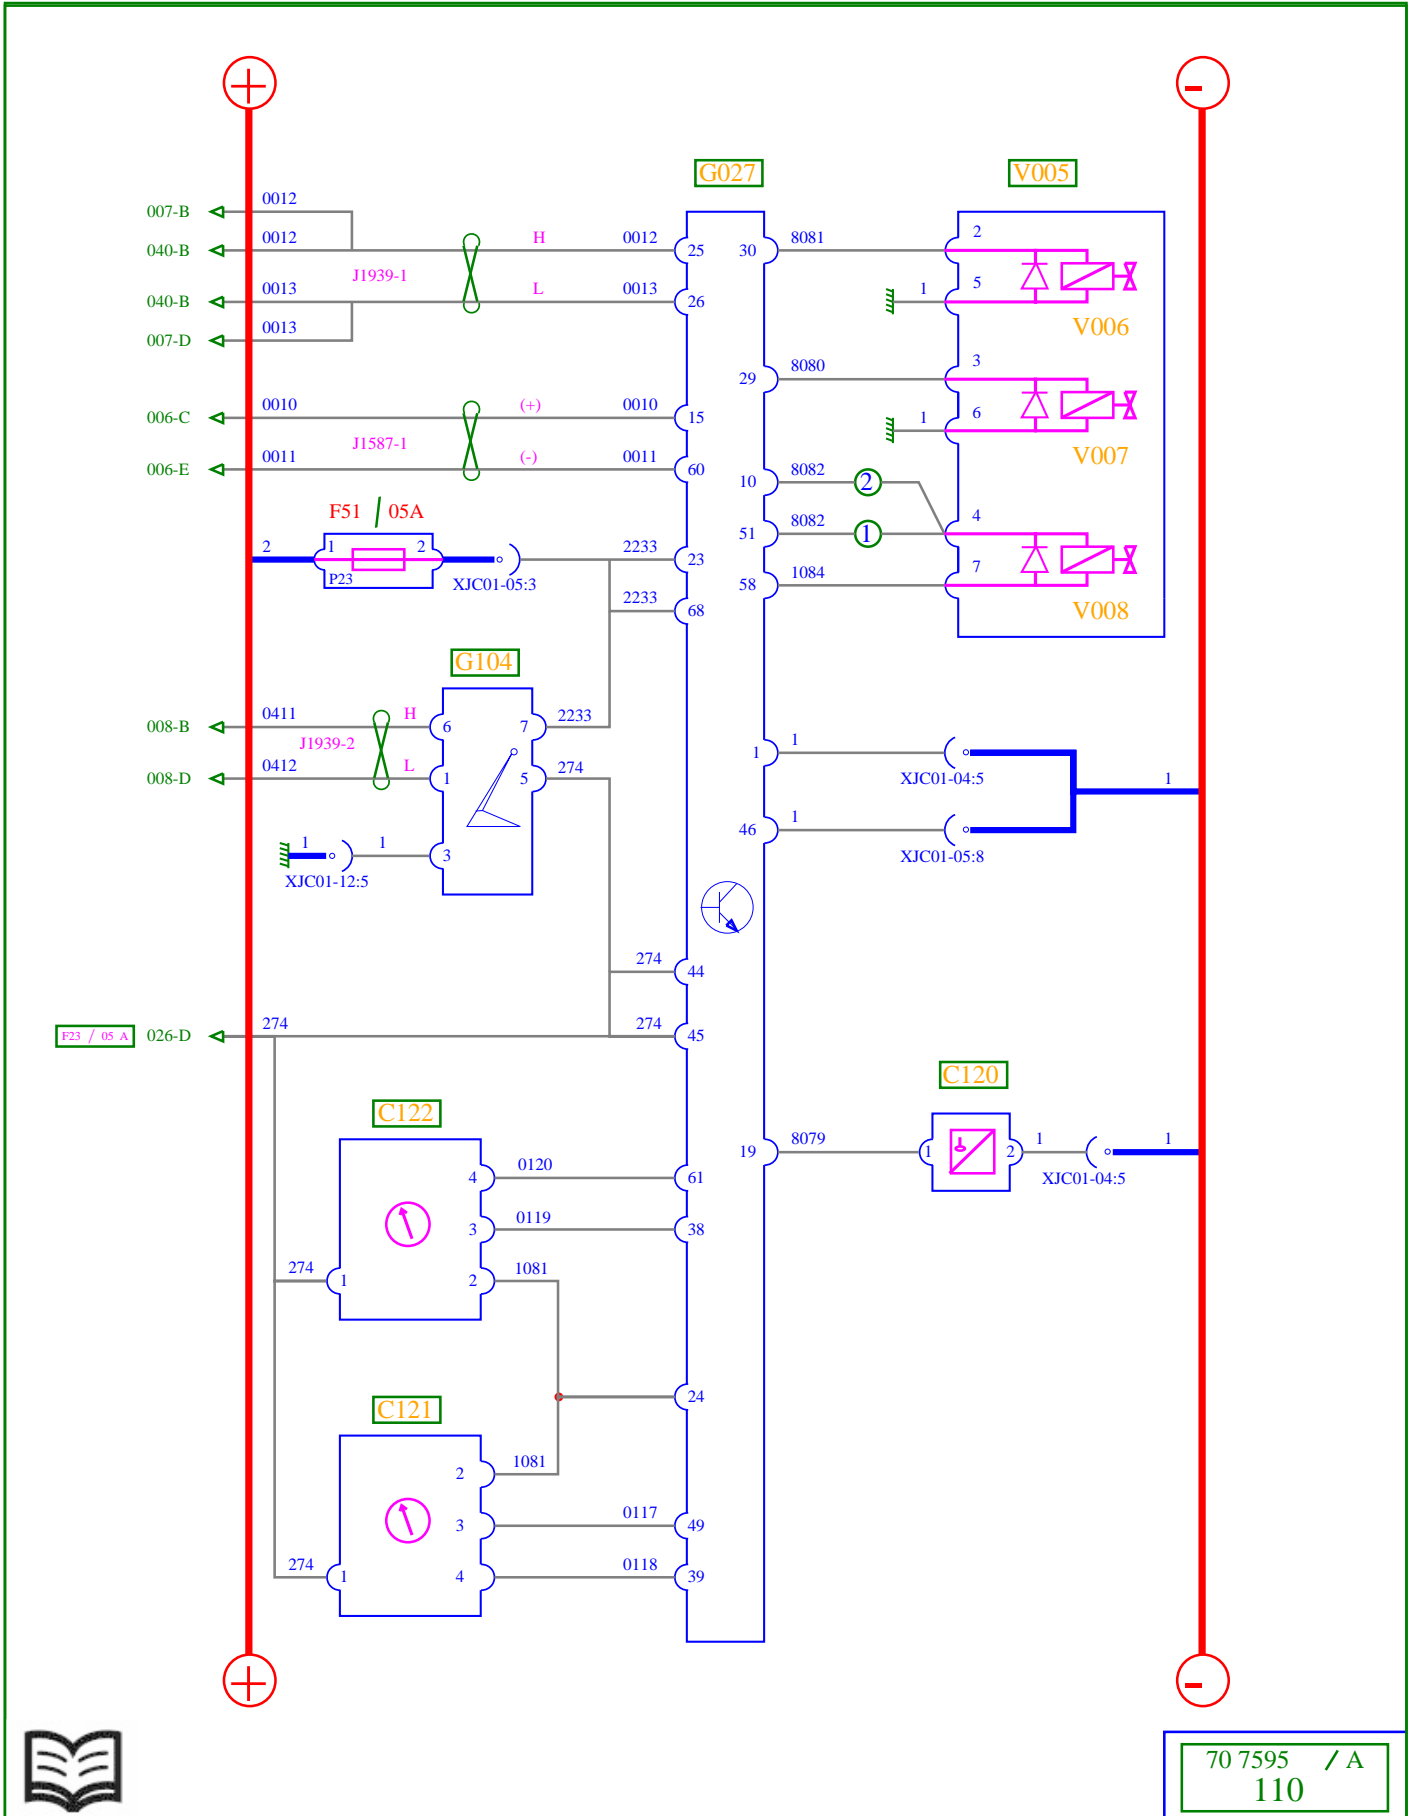 G027 V005
007-B 0012
040-B 0012 H 0012 25 30 8081 2
J1939-1 5
040-B 0013 L 0013 26 1
007-D 0013 V006
29 8080 3
006-C 0010 (+) 0010 15 1 6
J1587-1 V007
006-E 0011 (-) 0011 60 10 8082 2
F51 / 05A 4
51 8082 1
2 1 2 2233 23 7
P23 XJC01-05:3 58 1084
2233 68 V008
G104
008-B 0411 H 6 7 2233
J1939-2 1 1
008-D 0412 L 1 5 274 XJC01-04:5 1
46 1
1 1 3 XJC01-05:8
XJC01-12:5
274 44
F23 / 05 A 026-D 274 274 45
C120
C122
19 8079 1 2 1 1
4 0120 61 XJC01-04:5
3 0119 38
274 1 2 1081
24
C121
2 1081
3 0117 49
274 1 4 0118 39
70 7595 / A
110